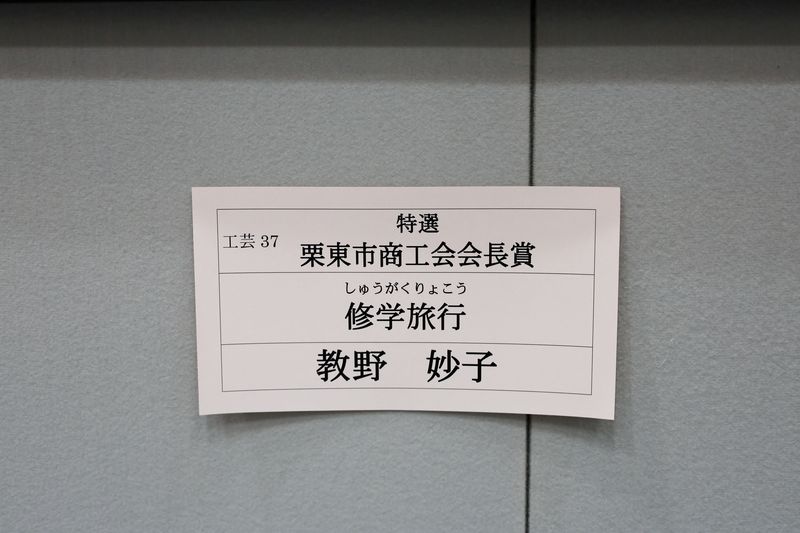 特選
工芸 37
栗東市商工会会長賞
しゅうがくりょこう
修学旅行
教野　妙子